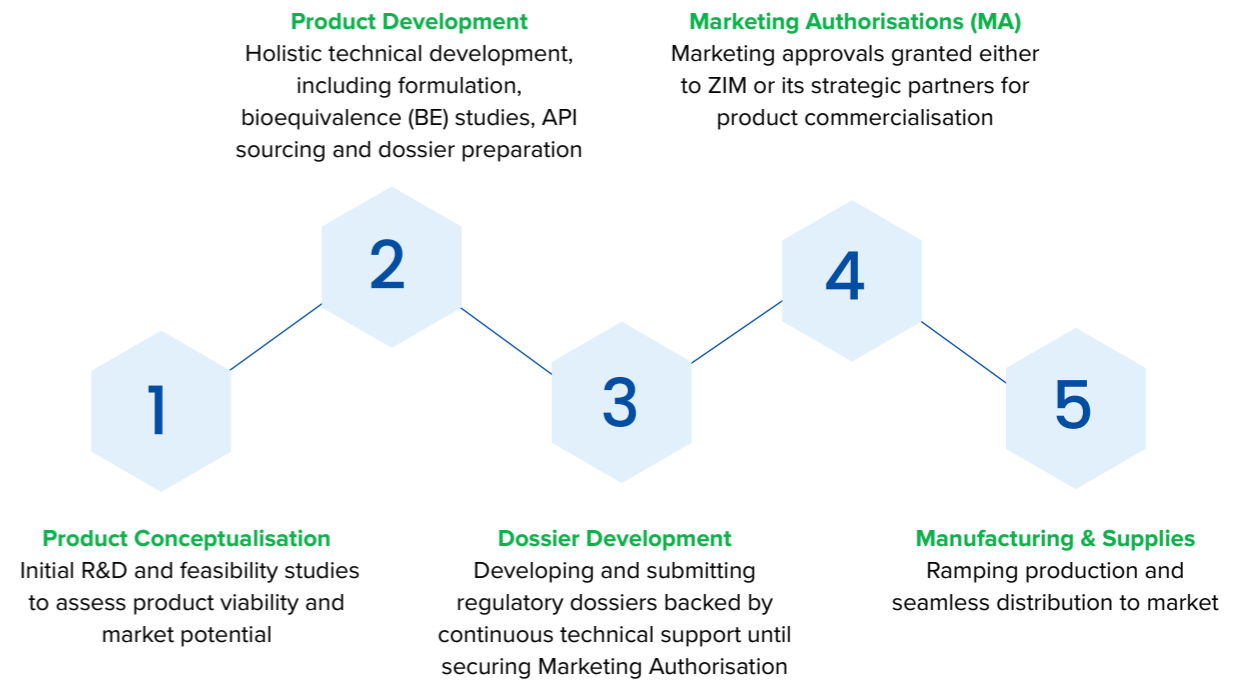 Product Development
Holistic technical development,
including formulation,
bioequivalence (BE) studies, API
sourcing and dossier preparation
Marketing Authorisations (MA)
Marketing approvals granted either
to ZIM or its strategic partners for
product commercialisation
1
2
3
4
5
Product Conceptualisation
Initial R&D and feasibility studies
to assess product viability and
market potential
Dossier Development
Developing and submitting
regulatory dossiers backed by
continuous technical support until
securing Marketing Authorisation
Manufacturing & Supplies
Ramping production and
seamless distribution to market